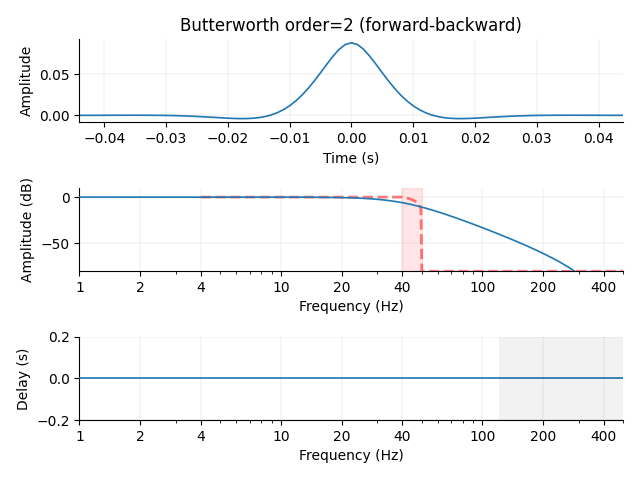 Butterworth order=2 (forward-backward)
Amplitude
0.05
0.00
−0.04 −0.03 −0.02 −0.01 0.00 0.01 0.02 0.03 0.04
Time (s)
Amplitude (dB)
0
−50
1 2 4 10 20 40 100 200 400
Frequency (Hz)
Delay (s)
0.2
0.0
−0.2
1 2 4 10 20 40 100 200 400
Frequency (Hz)